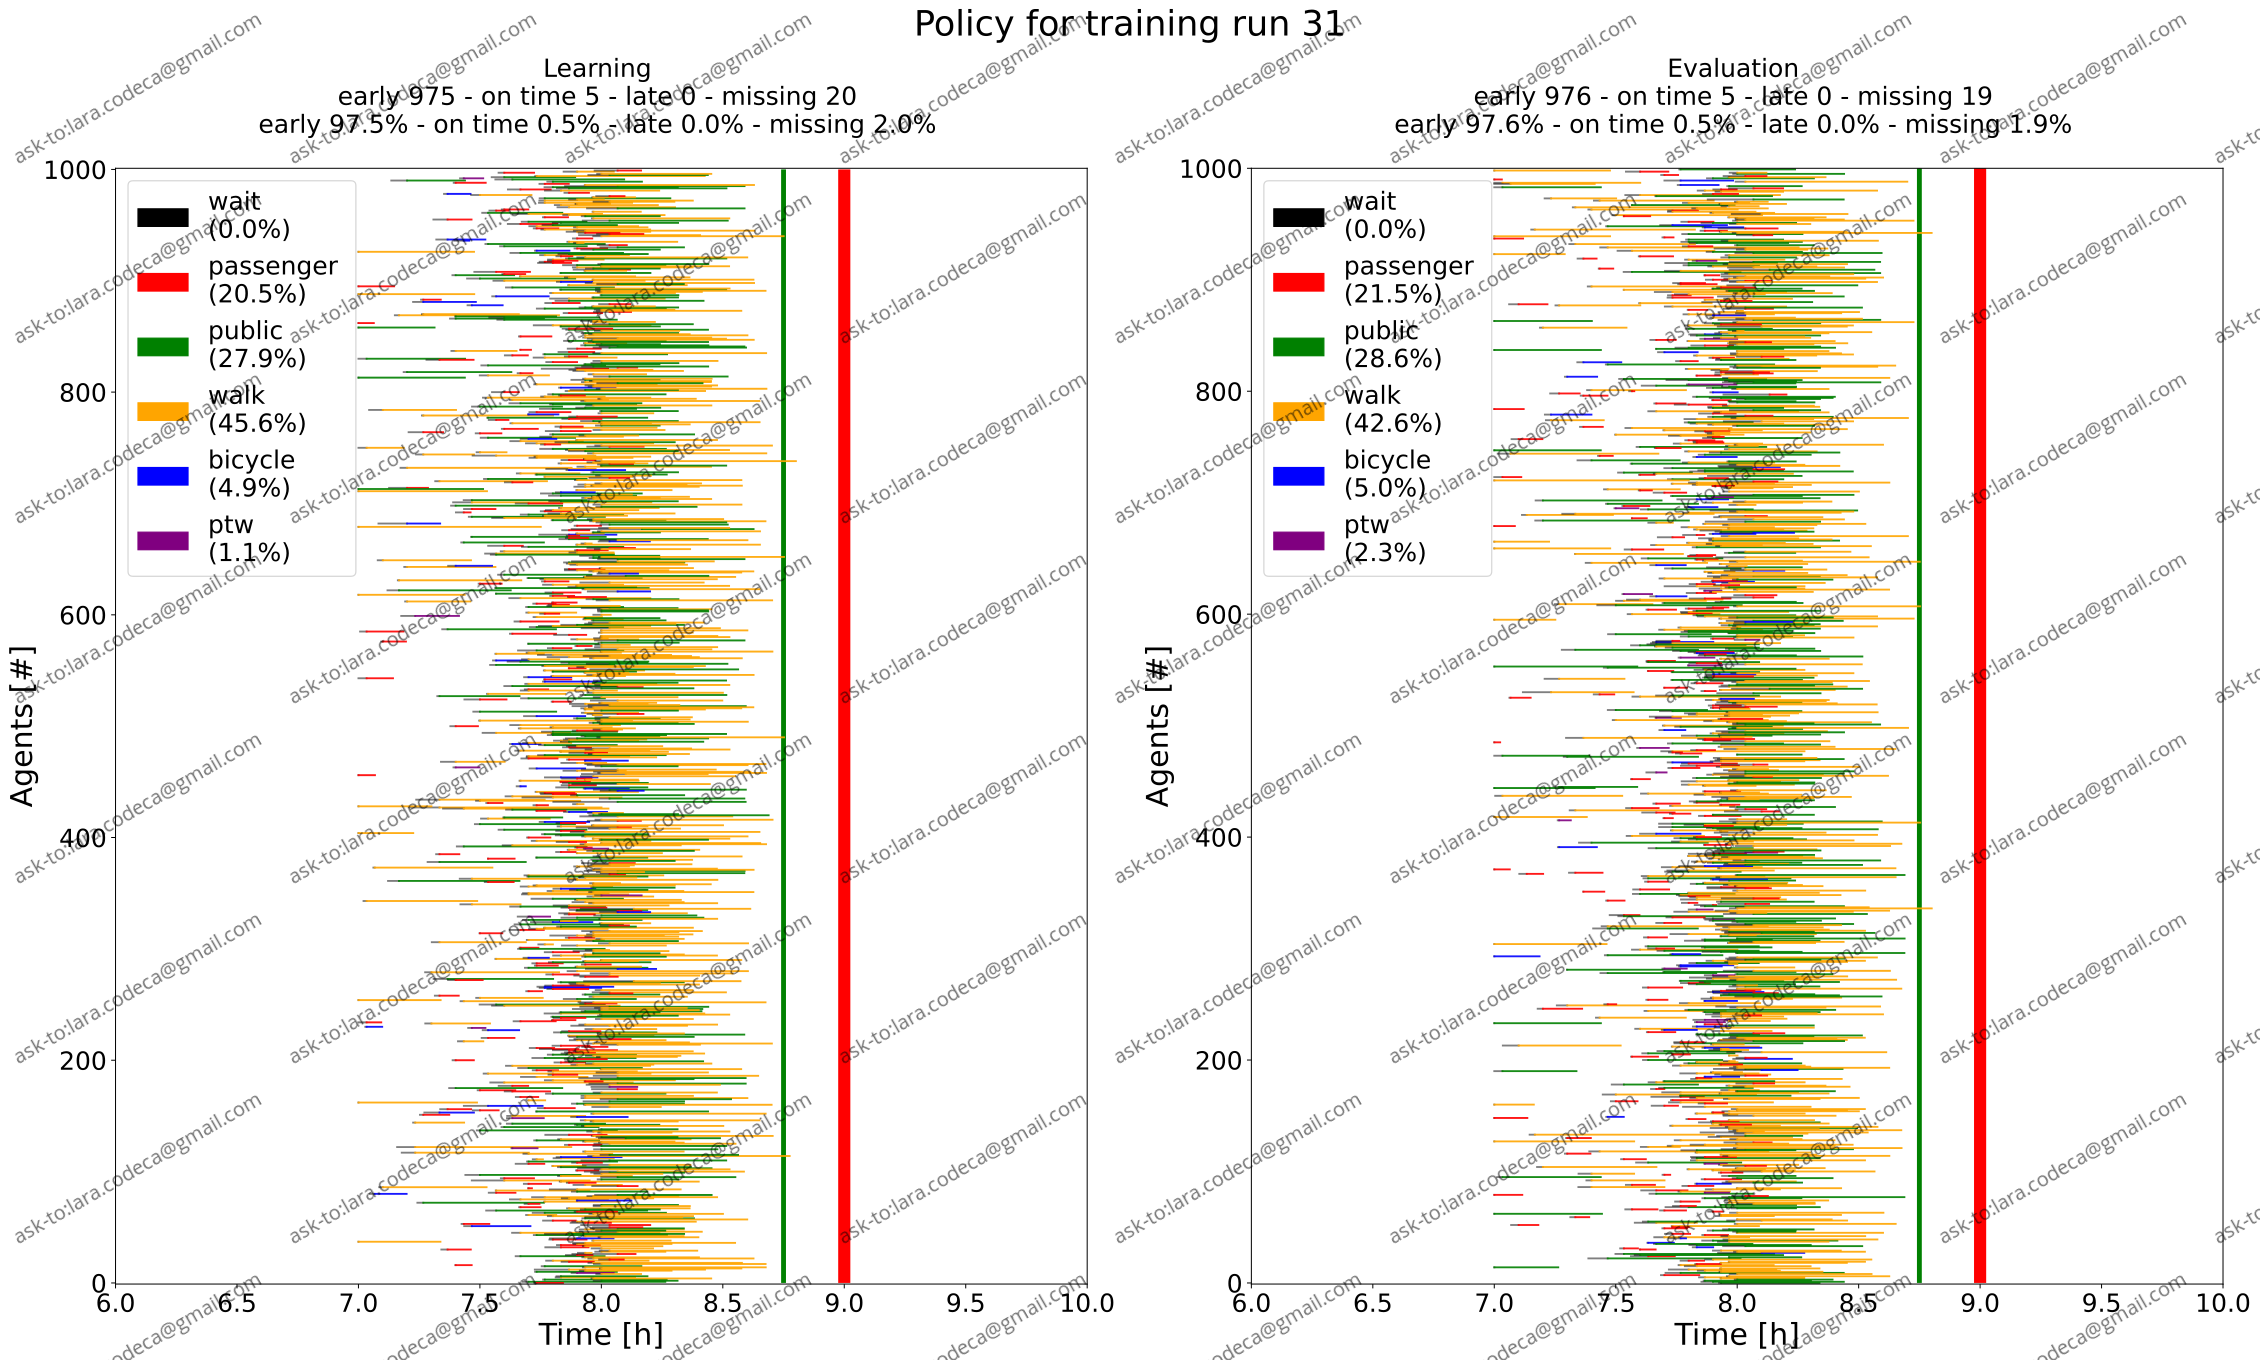 Policy for training run 31
Learning
early 975 - on time 5 - late 0 - missing 20
early 97.5% - on time 0.5% - late 0.0% - missing 2.0%
1000
800
600
400
200
0
Agents [#]
wait
(0.0%)
passenger
(20.5%)
public
(27.9%)
walk
(45.6%)
bicycle
(4.9%)
ptw
(1.1%)
6.0 6.5 7.0 7.5 8.0 8.5 9.0 9.5 10.0
Time [h]
Evaluation
early 976 - on time 5 - late 0 - missing 19
early 97.6% - on time 0.5% - late 0.0% - missing 1.9%
1000
800
600
400
200
0
Agents [#]
wait
(0.0%)
passenger
(21.5%)
public
(28.6%)
walk
(42.6%)
bicycle
(5.0%)
ptw
(2.3%)
6.0 6.5 7.0 7.5 8.0 8.5 9.0 9.5 10.0
Time [h]
ask-to:lara.codeca@gmail.com